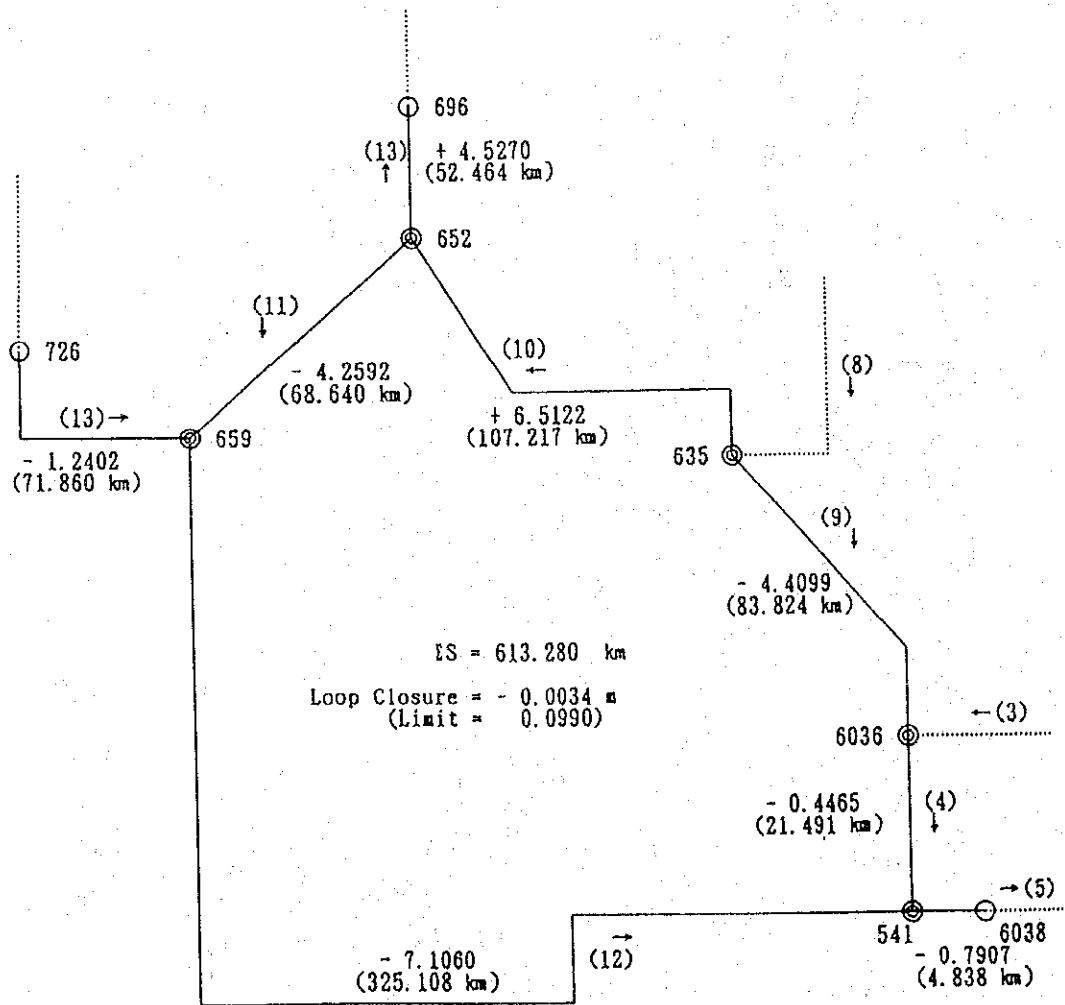 696
(13) + 4.5270
↑ (52.464 km)
652
(11)
↓
726
(10)
←
(8)
↓
- 4.2592
(68.640 km)
(13)→
659
+ 6.5122
(107.217 km)
635
- 1.2402
(71.860 km)
(9)
↓
- 4.4099
(83.824 km)
ΣS = 613.280 km
Loop Closure = - 0.0034 m
(Limit = 0.0990)
←(3)
6036
- 0.4465
(21.491 km)
(4)
↓
→(5)
541
6038
- 7.1060
(325.108 km)
→
(12)
- 0.7907
(4.838 km)